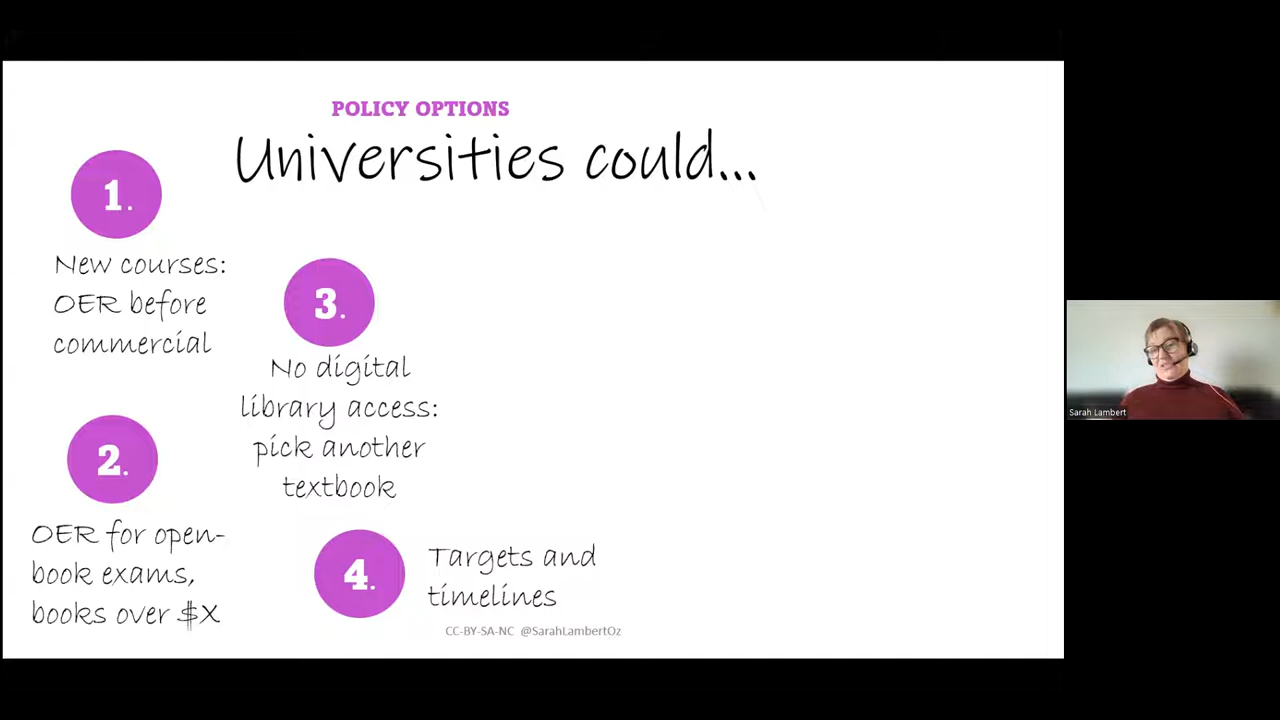 POLICY OPTIONS
Universities could...
1.
New courses:
OER before
commercial
2.
OER for open-
book exams,
books over $X
3.
No digital
library access:
pick another
textbook
4.
Targets and
timelines
CC-BY-SA-NC @SarahLambertOz
Sarah Lambert